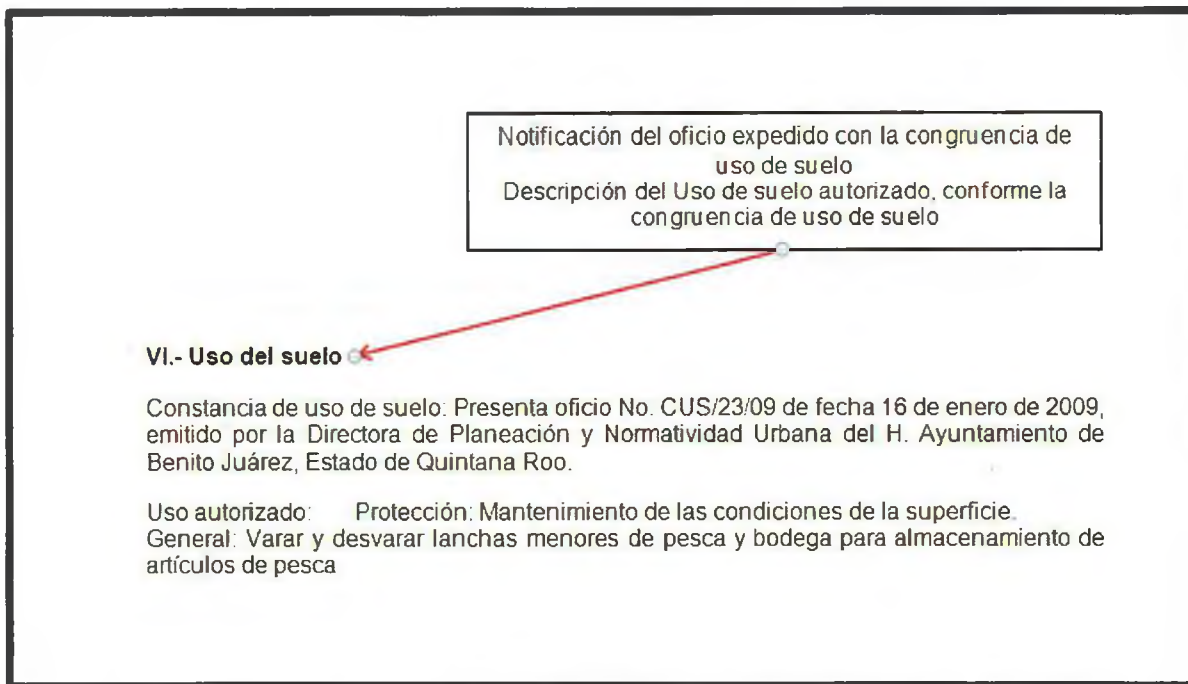 Notificación del oficio expedido con la congruencia de
uso de suelo
Descripción del Uso de suelo autorizado, conforme la
congruencia de uso de suelo
VI.- Uso del suelo
Constancia de uso de suelo: Presenta oficio No. CUS/23/09 de fecha 16 de enero de 2009,
emitido por la Directora de Planeación y Normatividad Urbana del H. Ayuntamiento de
Benito Juárez, Estado de Quintana Roo.
Uso autorizado: Protección: Mantenimiento de las condiciones de la superficie.
General: Varar y desvarar lanchas menores de pesca y bodega para almacenamiento de
artículos de pesca